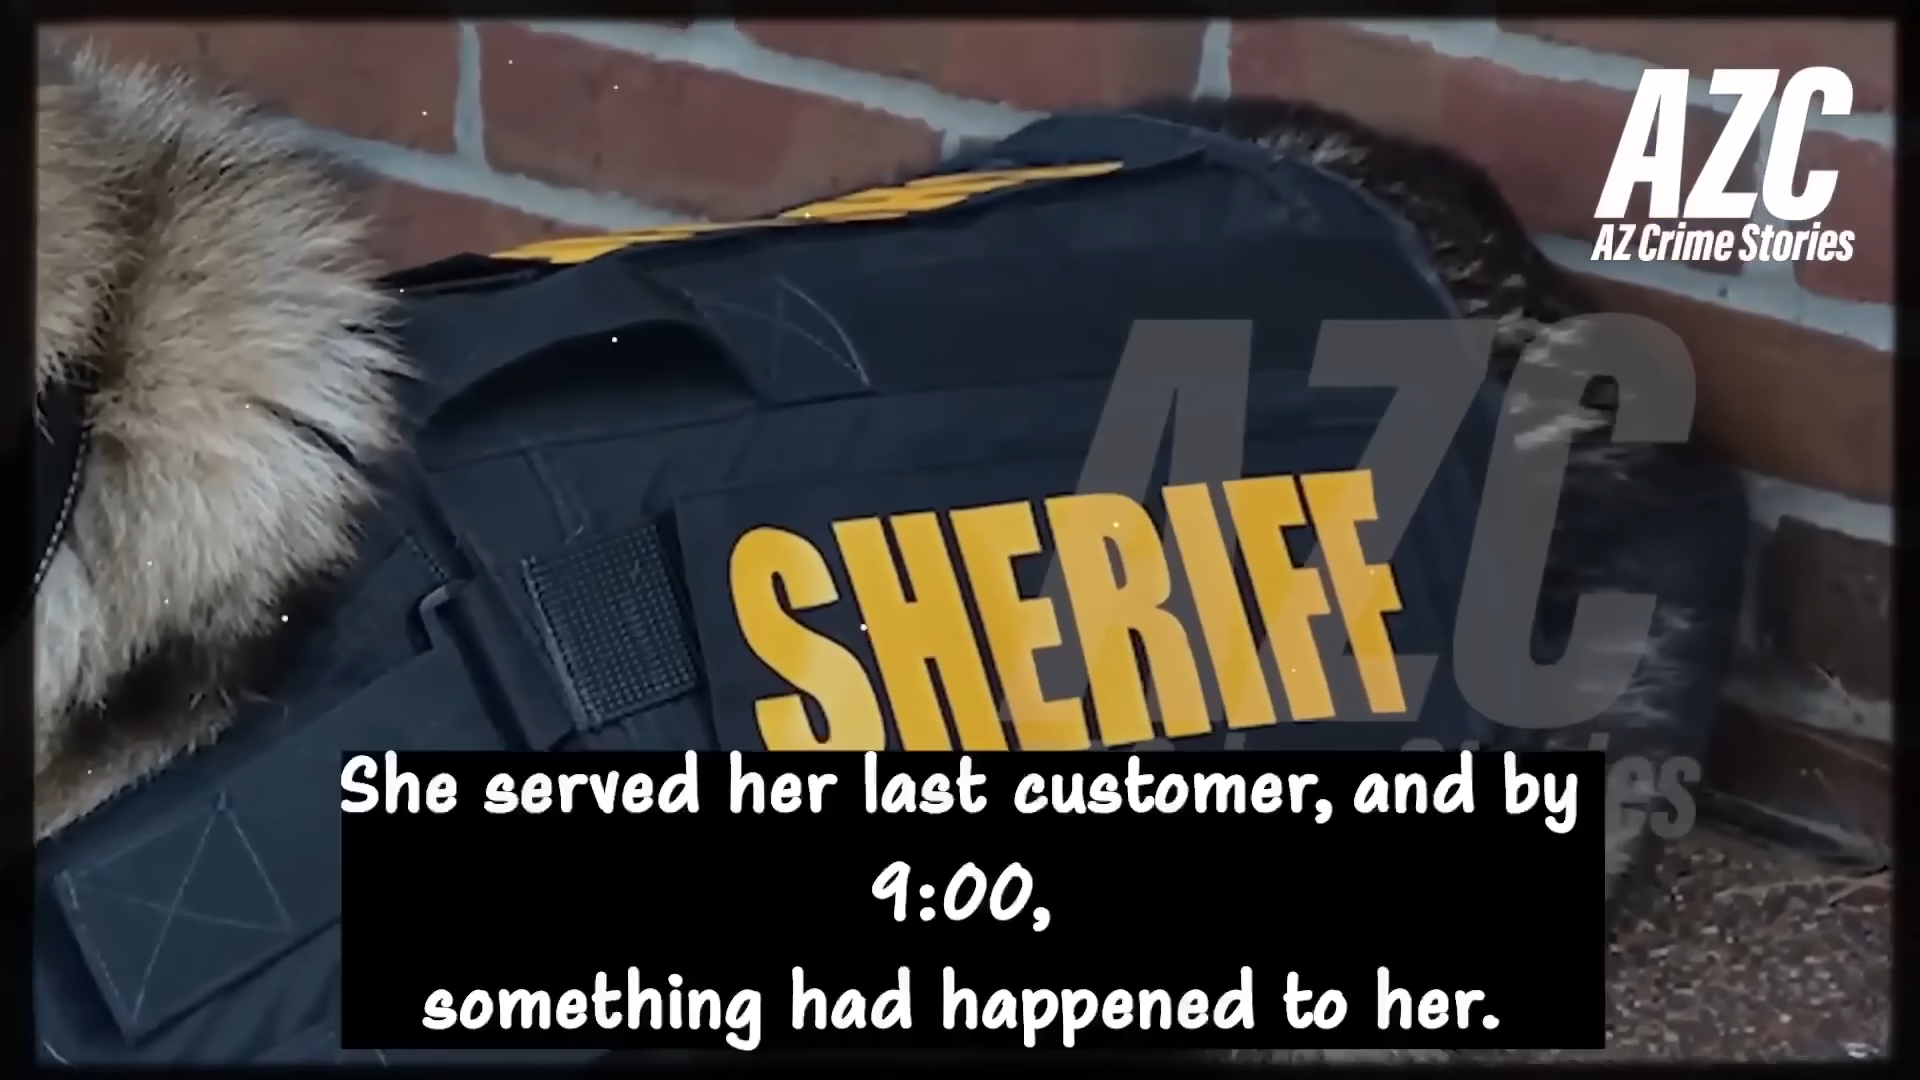 AZC
AZ Crime Stories
AZC
SHERIFF
She served her last customer, and by
9:00,
something had happened to her.